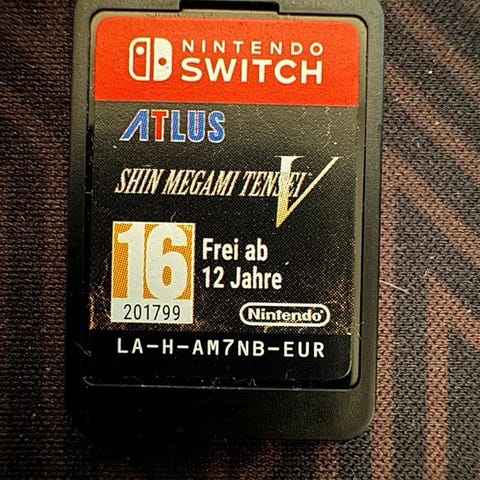 NINTENDO
SWITCH
ATLUS
SHIN MEGAMI TENSEI V
16
201799
Frei ab
12 Jahre
Nintendo
LA-H-AM7NB-EUR